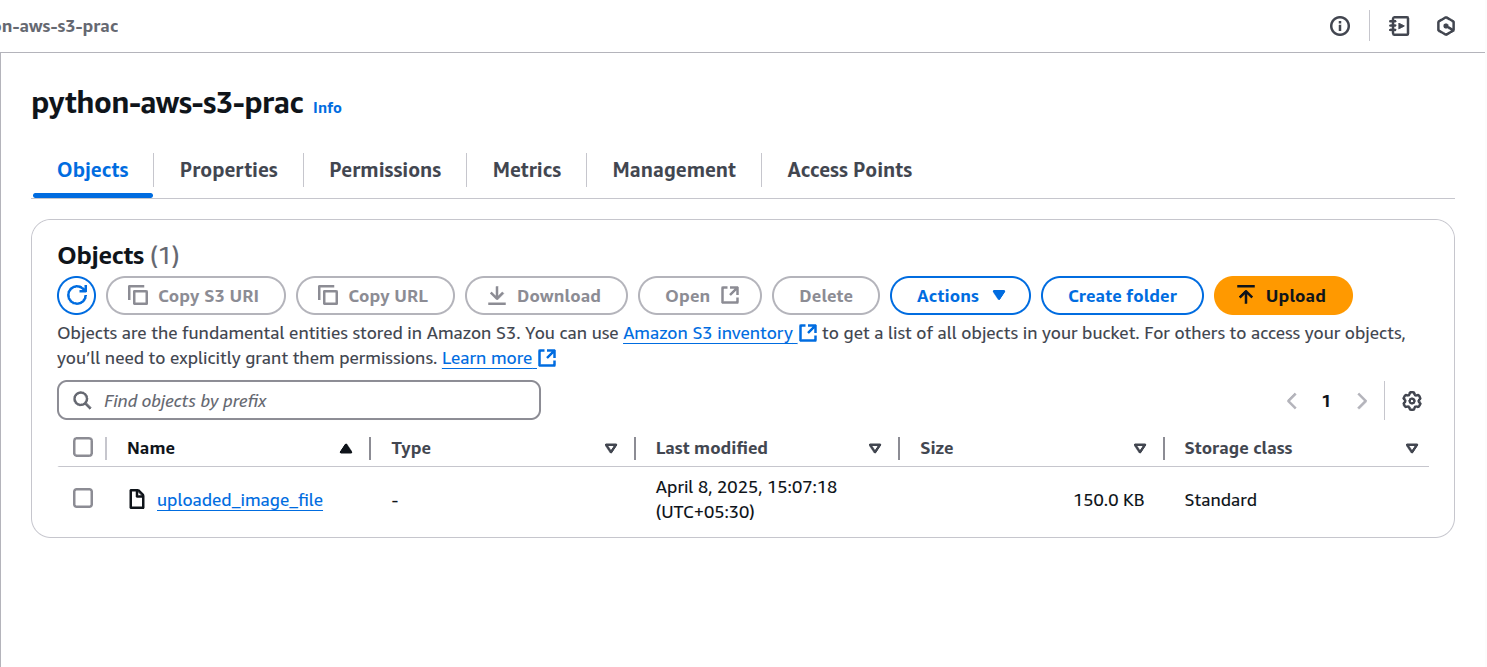 n-aws-s3-prac
python-aws-s3-prac Info
Objects Properties Permissions Metrics Management Access Points
Objects (1)
Copy S3 URI Copy URL Download Open Delete Actions Create folder Upload
Objects are the fundamental entities stored in Amazon S3. You can use Amazon S3 inventory to get a list of all objects in your bucket. For others to access your objects,
you’ll need to explicitly grant them permissions. Learn more
Find objects by prefix
1
Name Type Last modified Size Storage class
uploaded_image_file - April 8, 2025, 15:07:18
(UTC+05:30) 150.0 KB Standard